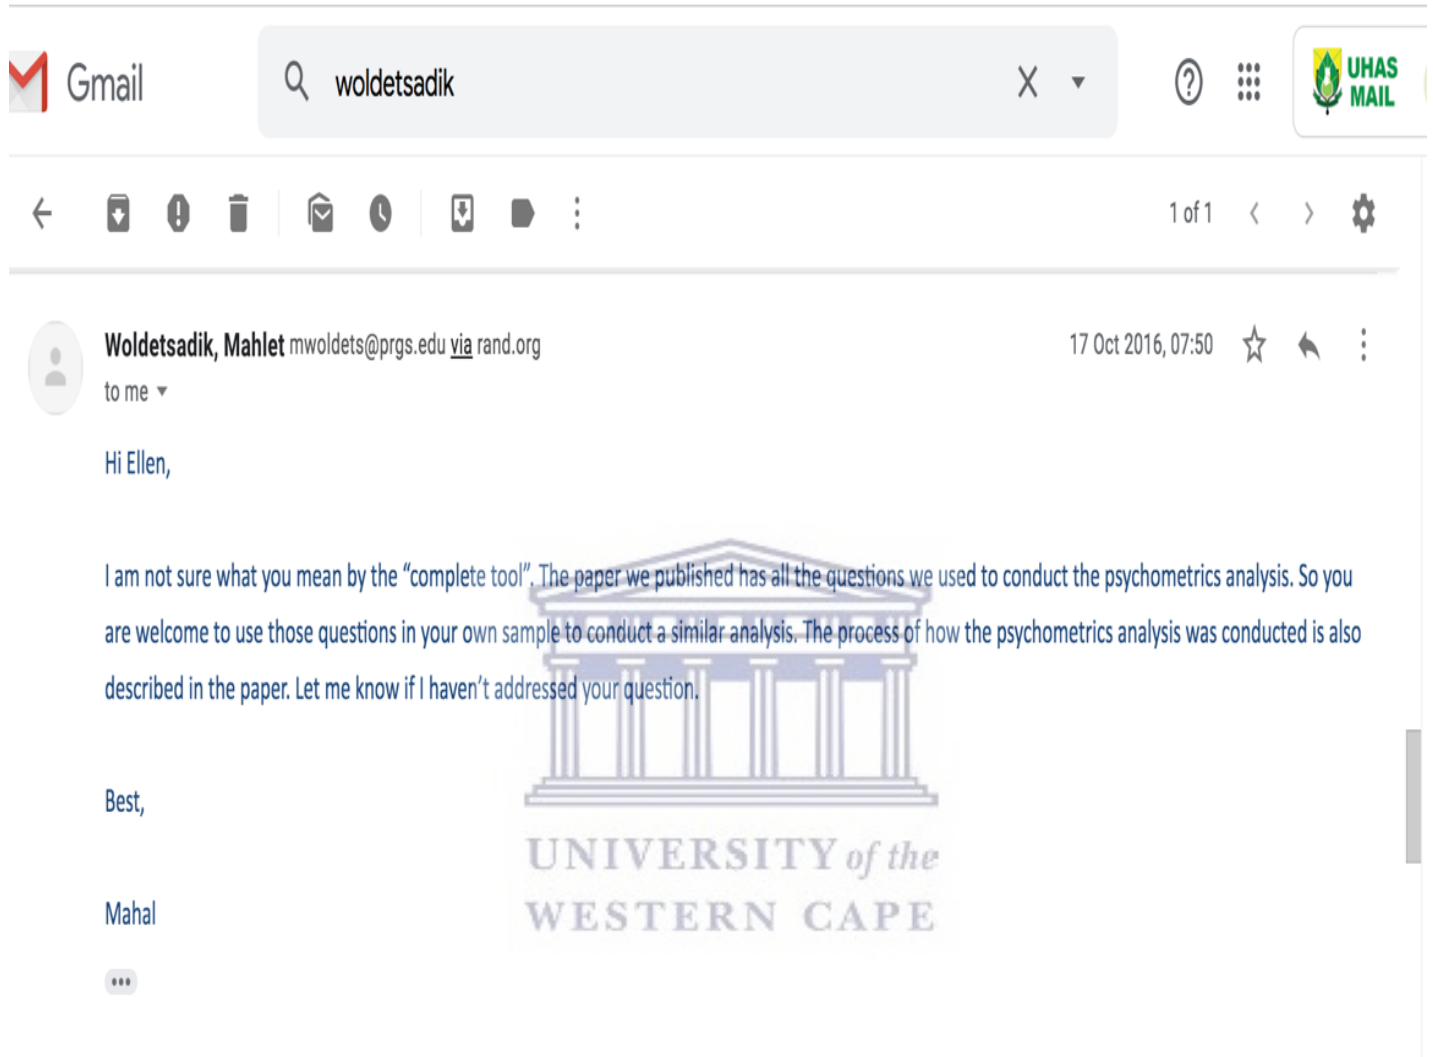 Gmail
woldetsadik
UHAS
MAIL
1 of 1
Woldetsadik, Mahlet mwoldets@prgs.edu via rand.org
17 Oct 2016, 07:50
to me
Hi Ellen,
I am not sure what you mean by the “complete tool”. The paper we published has all the questions we used to conduct the psychometrics analysis. So you
are welcome to use those questions in your own sample to conduct a similar analysis. The process of how the psychometrics analysis was conducted is also
described in the paper. Let me know if I haven’t addressed your question.
Best,
UNIVERSITY of the
WESTERN CAPE
Mahal